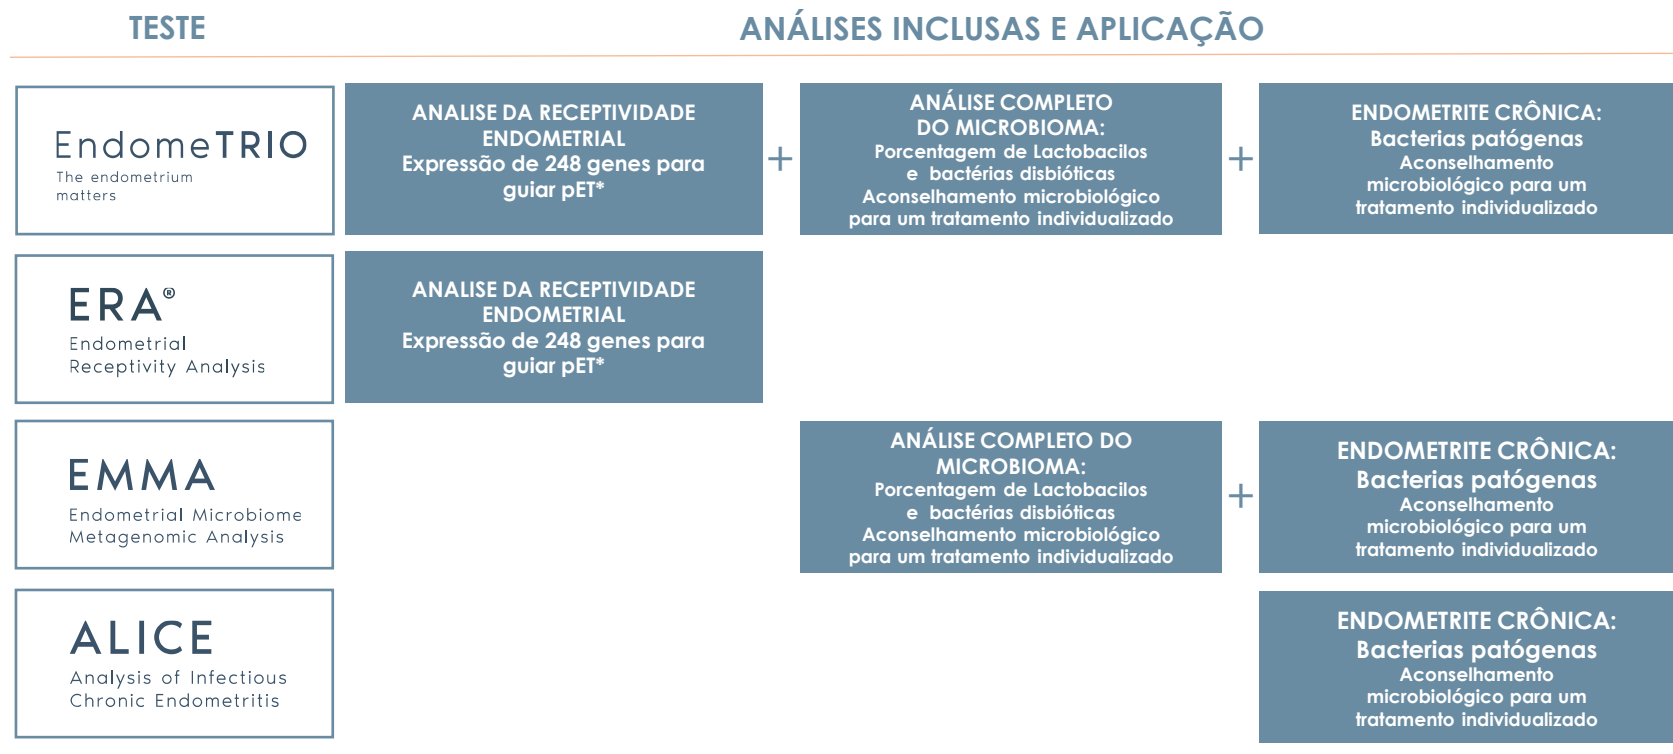 TESTE
ANÁLISES INCLUSAS E APLICAÇÃO
EndomeTRIO
The endometrium
matters
ANALISE DA RECEPTIVIDADE
ENDOMETRIAL
Expressão de 248 genes para
guiar pET*
+
ANÁLISE COMPLETO
DO MICROBIOMA:
Porcentagem de Lactobacilos
e bactérias disbióticas
Aconselhamento microbiológico
para um tratamento individualizado
+
ENDOMETRITE CRÔNICA:
Bacterias patógenas
Aconselhamento
microbiológico para um
tratamento individualizado
ERA®
Endometrial
Receptivity Analysis
ANALISE DA RECEPTIVIDADE
ENDOMETRIAL
Expressão de 248 genes para
guiar pET*
EMMA
Endometrial Microbiome
Metagenomic Analysis
ANÁLISE COMPLETO DO
MICROBIOMA:
Porcentagem de Lactobacilos
e bactérias disbióticas
Aconselhamento microbiológico
para um tratamento individualizado
+
ENDOMETRITE CRÔNICA:
Bacterias patógenas
Aconselhamento
microbiológico para um
tratamento individualizado
ALICE
Analysis of Infectious
Chronic Endometritis
ENDOMETRITE CRÔNICA:
Bacterias patógenas
Aconselhamento
microbiológico para um
tratamento individualizado